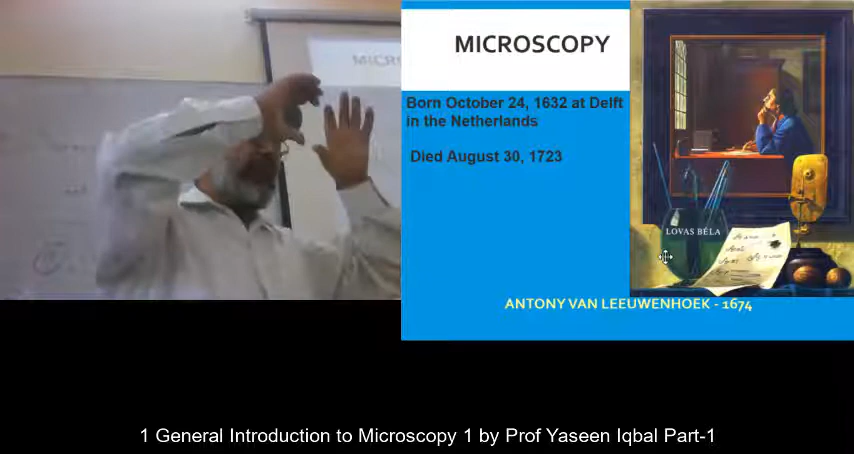 MICROSCOPY
Born October 24, 1632 at Delft
in the Netherlands
Died August 30, 1723
LOVAS BÉLA
ANTONY VAN LEEUWENHOEK - 1674
1 General Introduction to Microscopy 1 by Prof Yaseen Iqbal Part-1